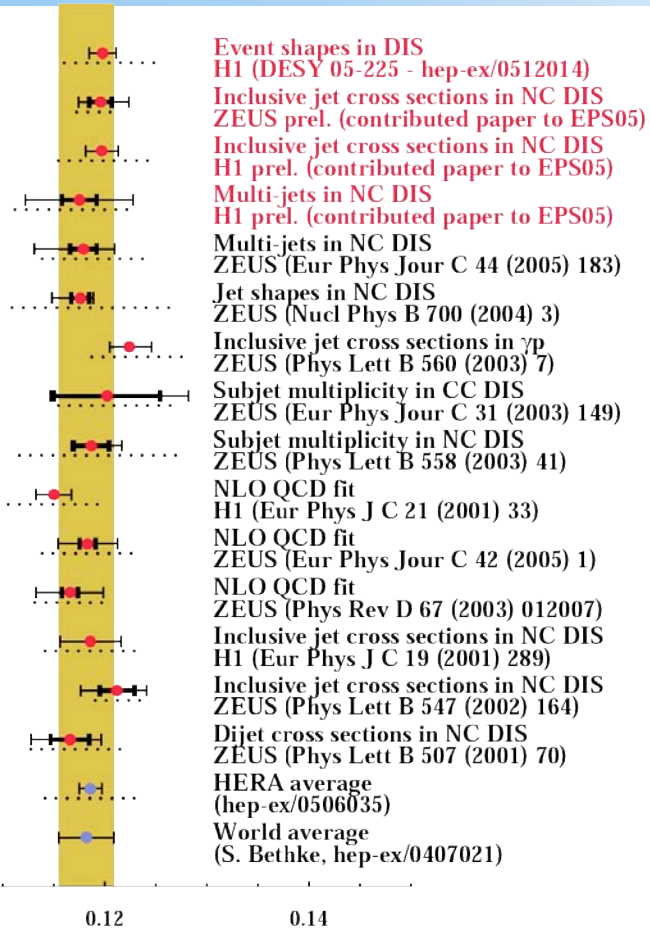 Event shapes in DIS
H1 (DESY 05-225 - hep-ex/0512014)
Inclusive jet cross sections in NC DIS
ZEUS prel. (contributed paper to EPS05)
Inclusive jet cross sections in NC DIS
H1 prel. (contributed paper to EPS05)
Multi-jets in NC DIS
H1 prel. (contributed paper to EPS05)
Multi-jets in NC DIS
ZEUS (Eur Phys Jour C 44 (2005) 183)
Jet shapes in NC DIS
ZEUS (Nucl Phys B 700 (2004) 3)
Inclusive jet cross sections in γp
ZEUS (Phys Lett B 560 (2003) 7)
Subjet multiplicity in CC DIS
ZEUS (Eur Phys Jour C 31 (2003) 149)
Subjet multiplicity in NC DIS
ZEUS (Phys Lett B 558 (2003) 41)
NLO QCD fit
H1 (Eur Phys J C 21 (2001) 33)
NLO QCD fit
ZEUS (Eur Phys Jour C 42 (2005) 1)
NLO QCD fit
ZEUS (Phys Rev D 67 (2003) 012007)
Inclusive jet cross sections in NC DIS
H1 (Eur Phys J C 19 (2001) 289)
Inclusive jet cross sections in NC DIS
ZEUS (Phys Lett B 547 (2002) 164)
Dijet cross sections in NC DIS
ZEUS (Phys Lett B 507 (2001) 70)
HERA average
(hep-ex/0506035)
World average
(S. Bethke, hep-ex/0407021)
0.12 0.14